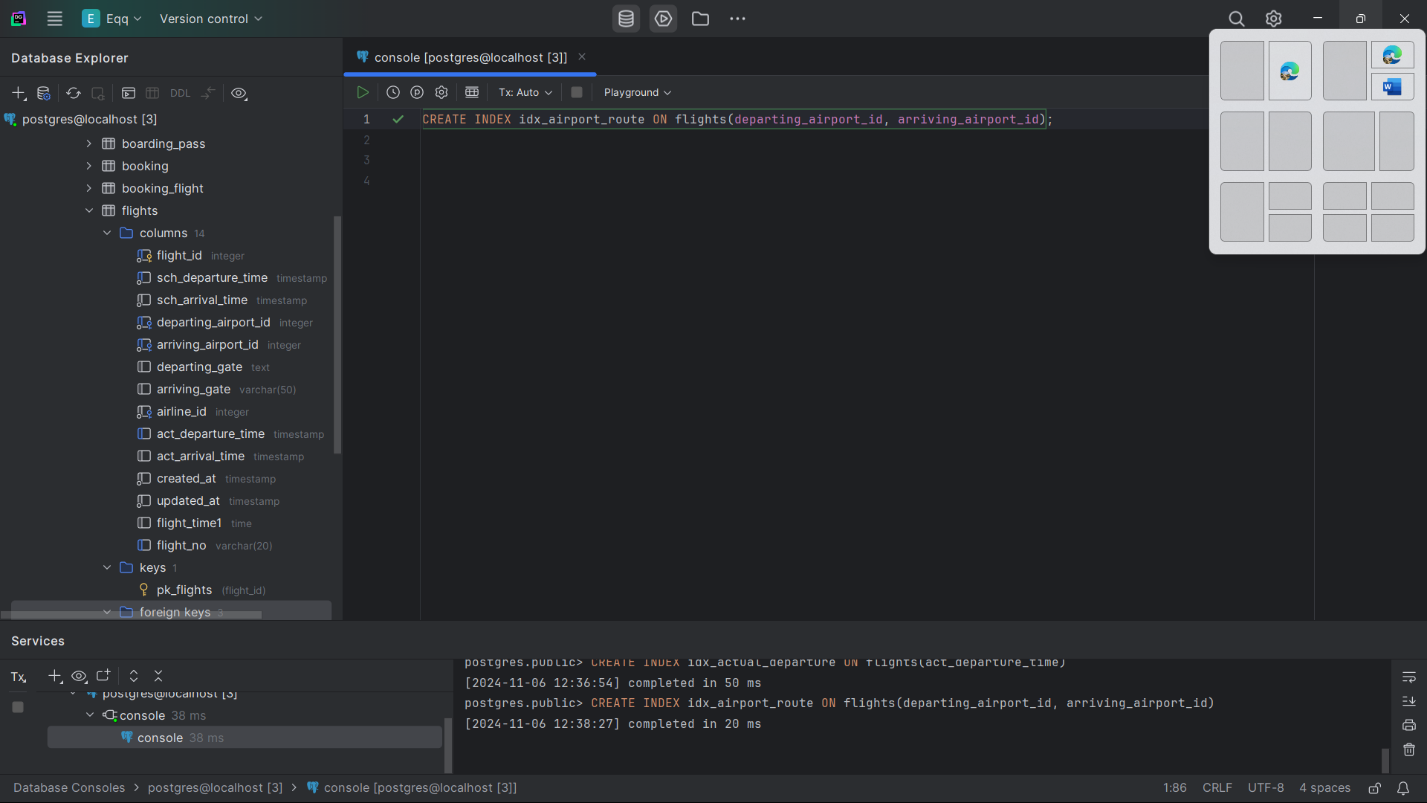 E Eqq Version control
Database Explorer
console [postgres@localhost [3]]
DDL
Tx: Auto Playground
postgres@localhost [3]
1 CREATE INDEX idx_airport_route ON flights(departing_airport_id, arriving_airport_id);
2
3
4
boarding_pass
booking
booking_flight
flights
columns 14
flight_id integer
sch_departure_time timestamp
sch_arrival_time timestamp
departing_airport_id integer
arriving_airport_id integer
departing_gate text
arriving_gate varchar(50)
airline_id integer
act_departure_time timestamp
act_arrival_time timestamp
created_at timestamp
updated_at timestamp
flight_time1 time
flight_no varchar(20)
keys 1
pk_flights (flight_id)
foreign keys 3
Services
Tx
postgres@localhost [3]
console 38 ms
console 38 ms
postgres.public> CREATE INDEX idx_actual_departure ON flights(act_departure_time)
[2024-11-06 12:36:54] completed in 50 ms
postgres.public> CREATE INDEX idx_airport_route ON flights(departing_airport_id, arriving_airport_id)
[2024-11-06 12:38:27] completed in 20 ms
Database Consoles > postgres@localhost [3] > console [postgres@localhost [3]]
1:86 CRLF UTF-8 4 spaces